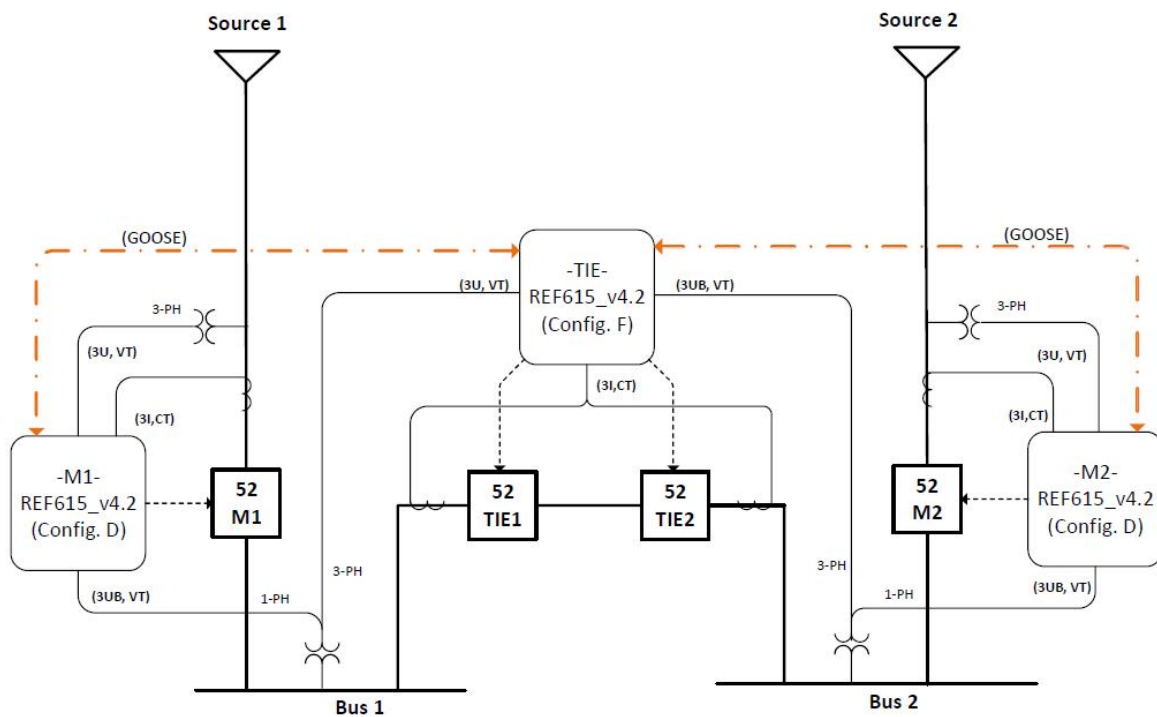 Source 1
Source 2
(GOOSE)
(GOOSE)
-TIE-
REF615_v4.2
(Config. F)
(3U, VT)
(3UB, VT)
3-PH
3-PH
(3U, VT)
(3U, VT)
(3I,CT)
(3I,CT)
(3I,CT)
-M1-
REF615_v4.2
(Config. D)
52
M1
52
TIE1
52
TIE2
52
M2
-M2-
REF615_v4.2
(Config. D)
3-PH
3-PH
(3UB, VT)
1-PH
1-PH
(3UB, VT)
Bus 1
Bus 2